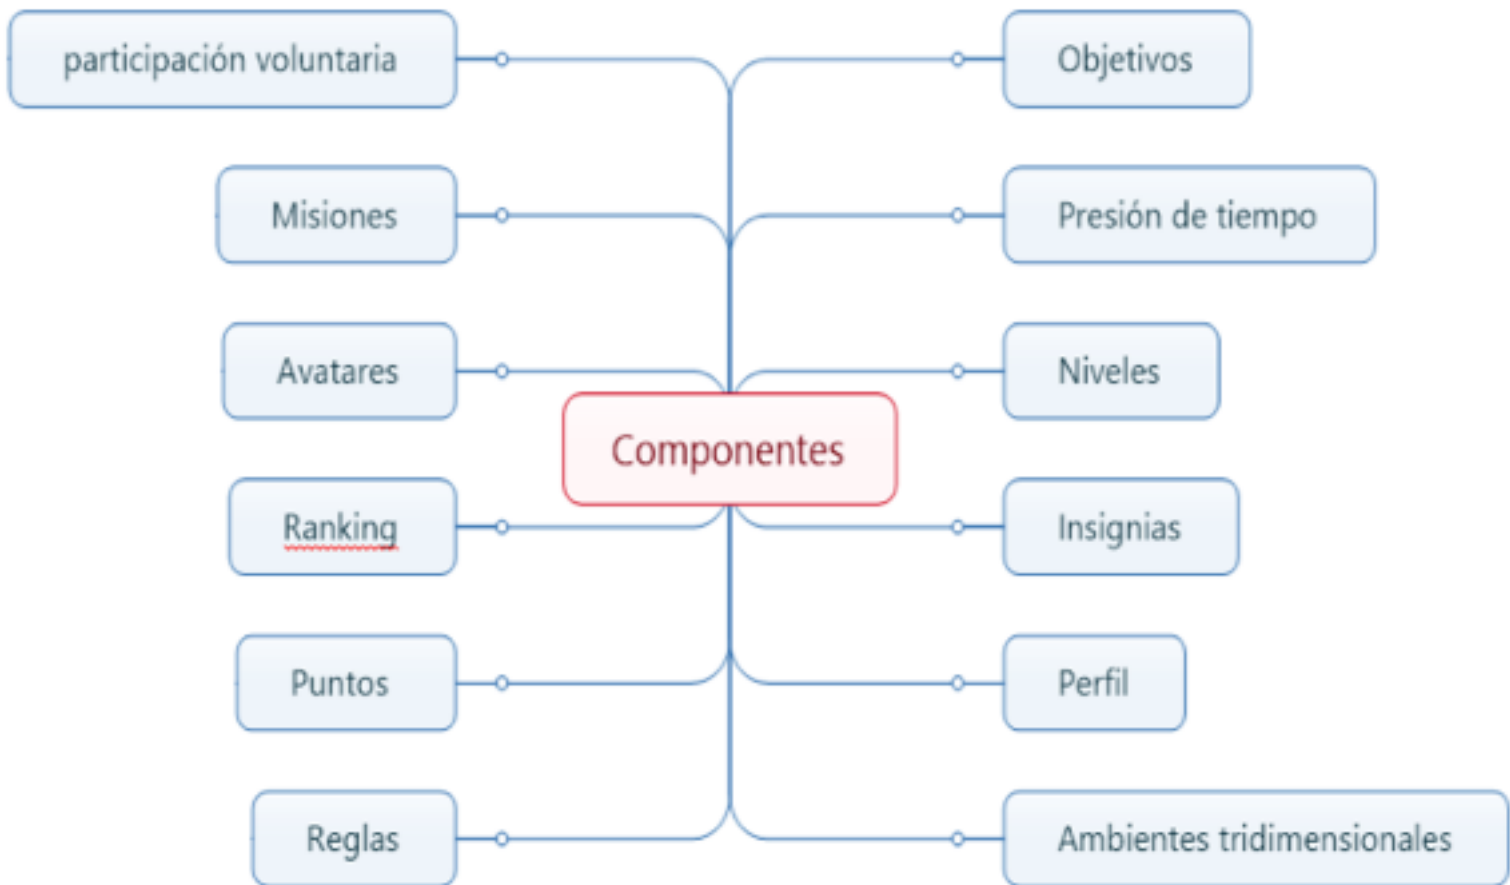 participación voluntaria
Objetivos
Misiones
Presión de tiempo
Avatares
Niveles
Componentes
Ranking
Insignias
Puntos
Perfil
Reglas
Ambientes tridimensionales